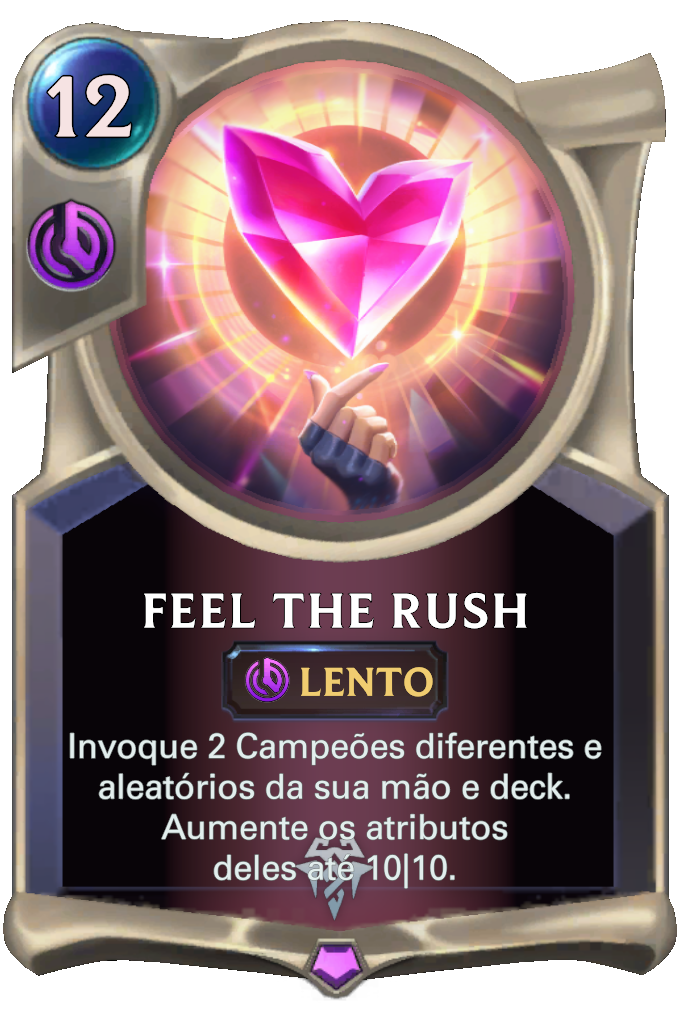 12
FEEL THE RUSH
LENTO
Invoque 2 Campeões diferentes e
aleatórios da sua mão e deck.
Aumente os atributos
deles até 10|10.